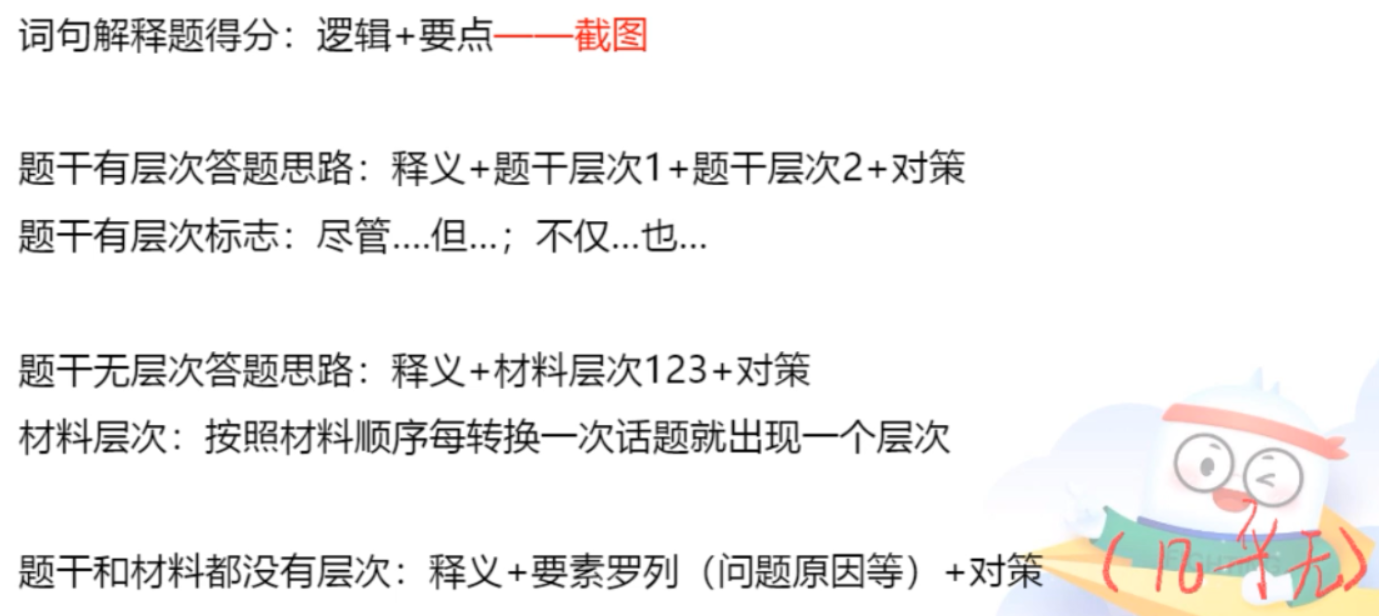 词句解释题得分：逻辑+要点——截图
题干有层次答题思路：释义+题干层次1+题干层次2+对策
题干有层次标志：尽管....但...；不仅...也...
题干无层次答题思路：释义+材料层次123+对策
材料层次：按照材料顺序每转换一次话题就出现一个层次
题干和材料都没有层次：释义+要素罗列（问题原因等）+对策（几乎无）